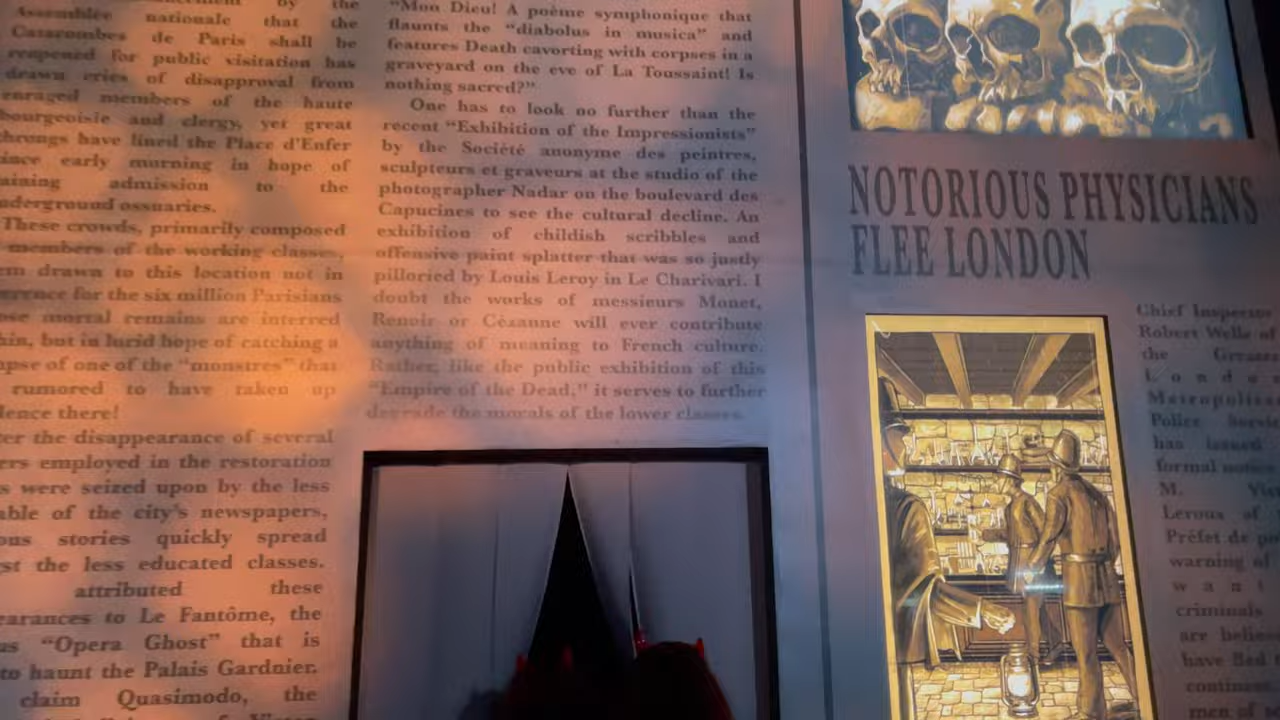 by the
Assemblée nationale that the
Catacombes de Paris shall be
reopened for public visitation has
drawn cries of disapproval from
enraged members of the haute
bourgeoisie and clergy, yet great
throngs have lined the Place d'Enfer
since early murning in hope of
admission to the
underground ossuaries.
These crowds, primarily composed
members of the working classes,
drawn to this location not in
for the six million Parisians
mortal remains are interred
but in lurid hope of catching a
of one of the "monstres" that
rumored to have taken up
there!
the disappearance of several
employed in the restoration
were seized upon by the less
of the city's newspapers,
stories quickly spread
the less educated classes.
attributed these
to Le Fantôme, the
"Opera Ghost" that is
to haunt the Palais Gardnier.
claim Quasimodo, the
"Mon Dieu! A poème symphonique that
flaunts the "diabolus in musica" and
features Death cavorting with corpses in a
graveyard on the eve of La Toussaint! Is
nothing sacred?"
One has to look no further than the
recent "Exhibition of the Impressionists"
by the Société anonyme des peintres,
sculpteurs et graveurs at the studio of the
photographer Nadar on the boulevard des
Capucines to see the cultural decline. An
exhibition of childish scribbles and
offensive paint splatter that was so justly
pilloried by Louis Leroy in Le Charivari. I
doubt the works of messieurs Monet,
Renoir or Cézanne will ever contribute
anything of meaning to French culture.
Rather, like the public exhibition of this
"Empire of the Dead," it serves to further
degrade the morals of the lower classes.
NOTORIOUS PHYSICIANS
FLEE LONDON
Chief Inspector
Robert Welle of
the Greater
London
Metropolitan
Police Service
has issued
formal notice
M.
Leroux of
Préfet de
warning of
want
criminals
are
have fled
continent.
men of